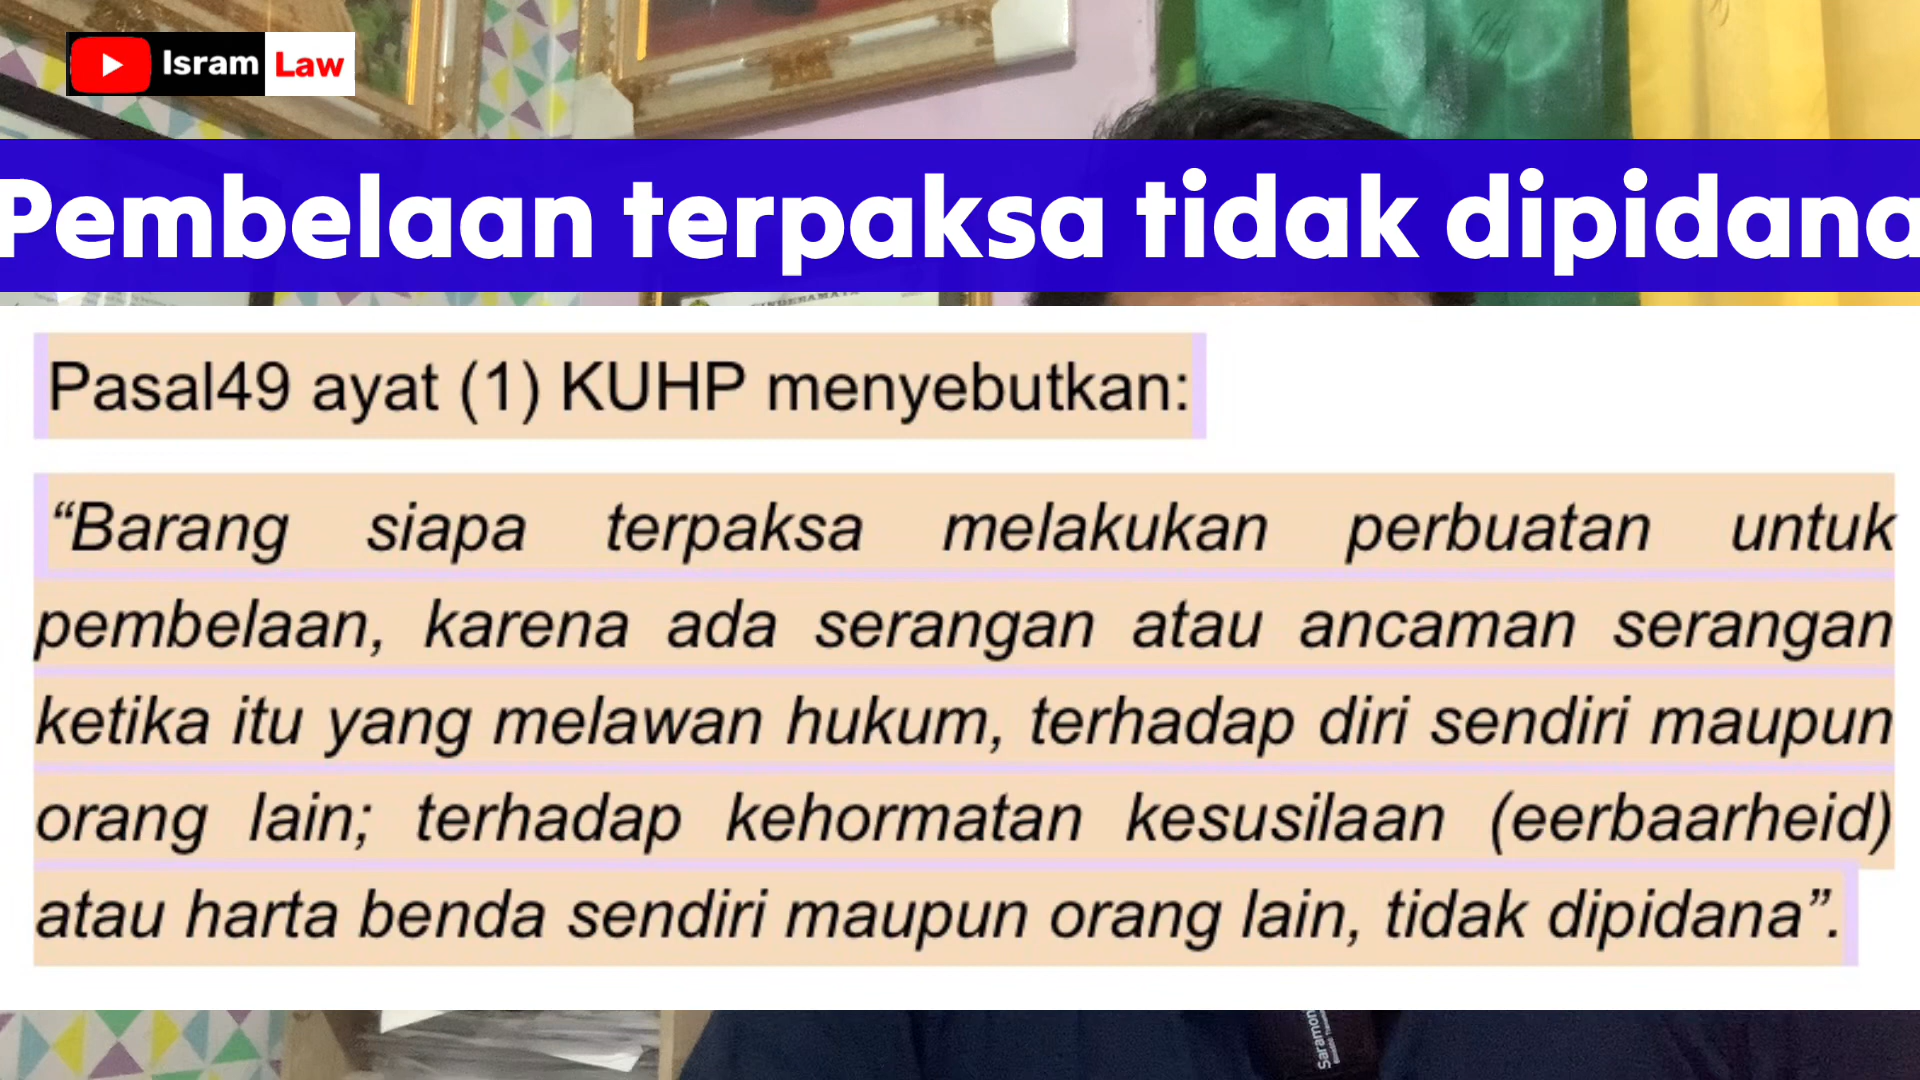 Isram Law
Pembelaan terpaksa tidak dipidana
Pasal49 ayat (1) KUHP menyebutkan:
“Barang siapa terpaksa melakukan perbuatan untuk
pembelaan, karena ada serangan atau ancaman serangan
ketika itu yang melawan hukum, terhadap diri sendiri maupun
orang lain; terhadap kehormatan kesusilaan (eerbaarheid)
atau harta benda sendiri maupun orang lain, tidak dipidana”.
Saramon